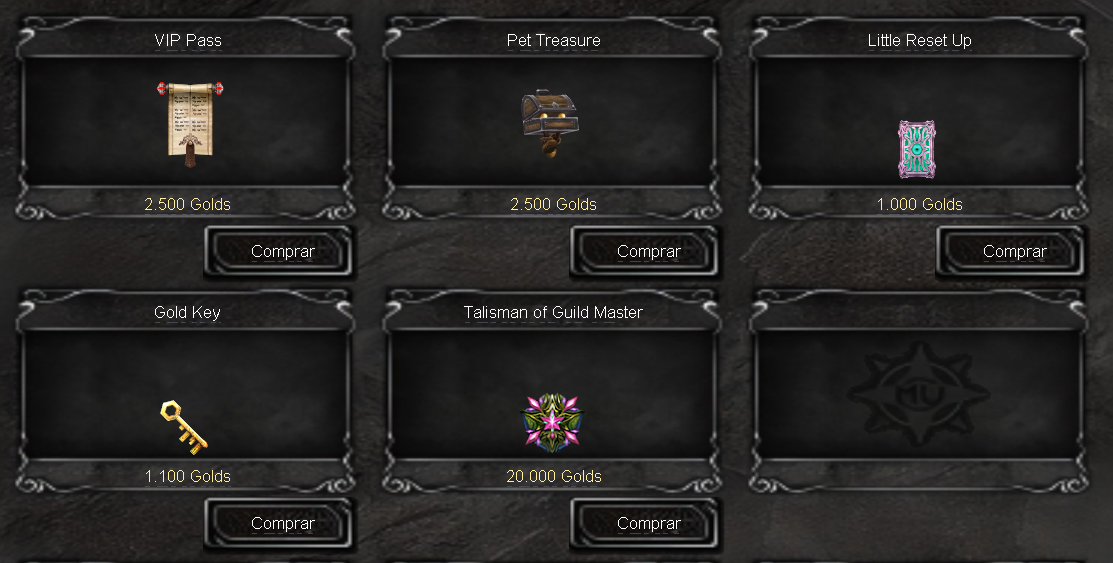 VIP Pass
Pet Treasure
Little Reset Up
2.500 Golds
2.500 Golds
1.000 Golds
Comprar
Comprar
Comprar
Gold Key
Talisman of Guild Master
MU
1.100 Golds
20.000 Golds
Comprar
Comprar